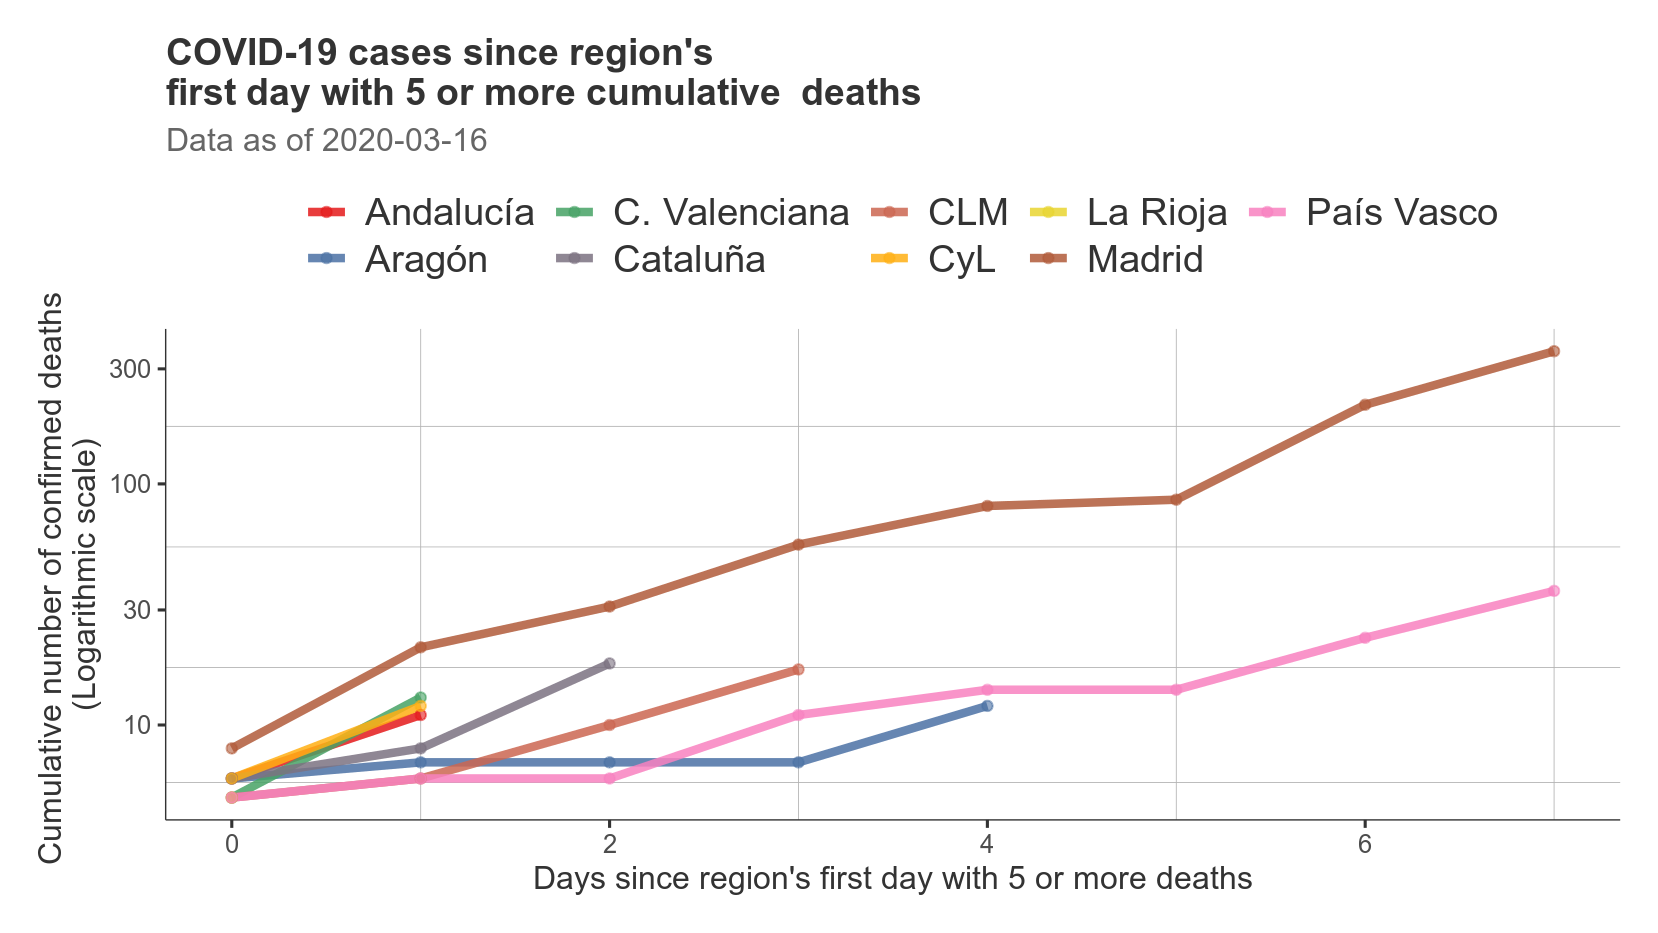 COVID-19 cases since region's
first day with 5 or more cumulative  deaths
Data as of 2020-03-16
Andalucía C. Valenciana CLM La Rioja País Vasco
Aragón Cataluña CyL Madrid
Cumulative number of confirmed deaths
(Logarithmic scale)
300
100
30
10
0 2 4 6
Days since region's first day with 5 or more deaths